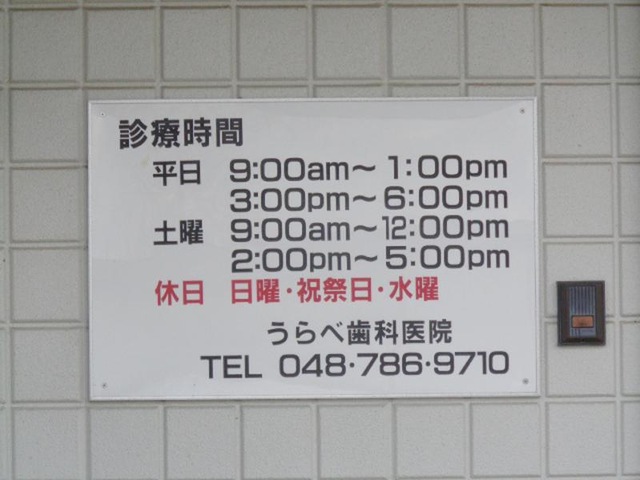 診療時間
平日 9:00am～1:00pm
3:00pm～6:00pm
土曜 9:00am～12:00pm
2:00pm～5:00pm
休日 日曜・祝祭日・水曜
うらべ歯科医院
TEL 048・786・9710